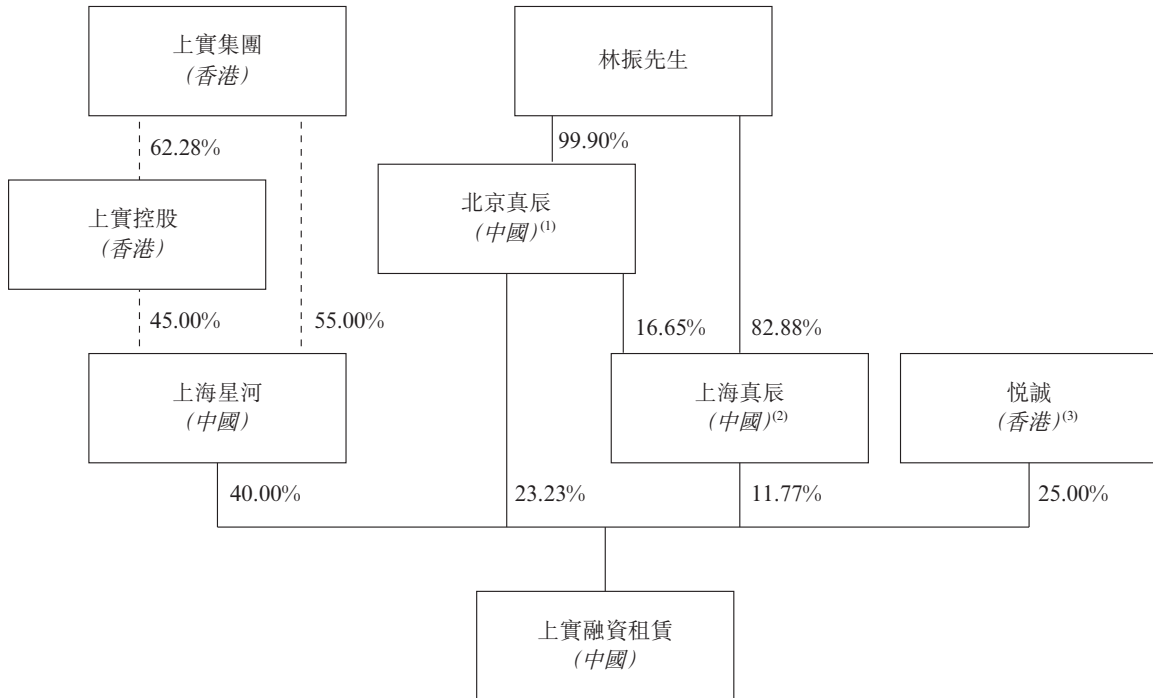 上實集團
(香港)
林振先生
62.28%
99.90%
上實控股
(香港)
北京真辰
(中國)(1)
45.00%
55.00%
16.65%
82.88%
上海星河
(中國)
上海真辰
(中國)(2)
悦誠
(香港)(3)
40.00%
23.23%
11.77%
25.00%
上實融資租賃
(中國)